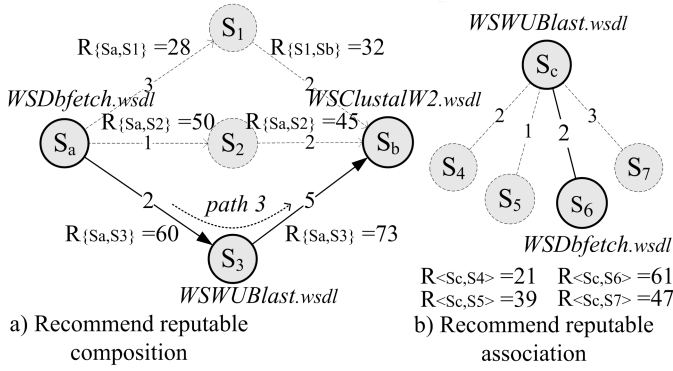 S1
R{Sa,S1} =28
R{S1,Sb} =32
3
2
WSDbfetch.wsdl
WSClustalW2.wsdl
R{Sa,S2} =50
R{Sa,S2} =45
Sa
1
S2
2
Sb
2
path 3
5
R{Sa,S3} =60
R{Sa,S3} =73
S3
WSWUBlast.wsdl
a) Recommend reputable
composition
WSWUBlast.wsdl
Sc
2
1
2
3
S4
S5
S6
S7
WSDbfetch.wsdl
R<Sc,S4> =21
R<Sc,S6> =61
R<Sc,S5> =39
R<Sc,S7> =47
b) Recommend reputable
association